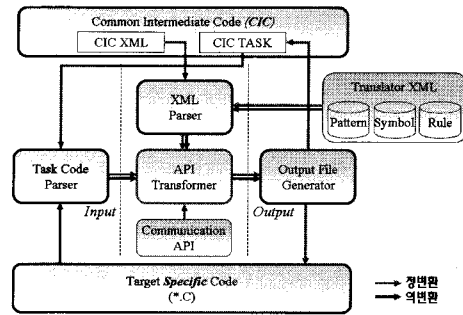 Common Intermediate Code (CIC)
CIC XML
CIC TASK
Translator XML
XML
Parser
Pattern
Symbol
Rule
Task Code
Parser
API
Transformer
Output File
Generator
Input
Output
Communication
API
Target Specific Code
(*.C)
정변환
역변환